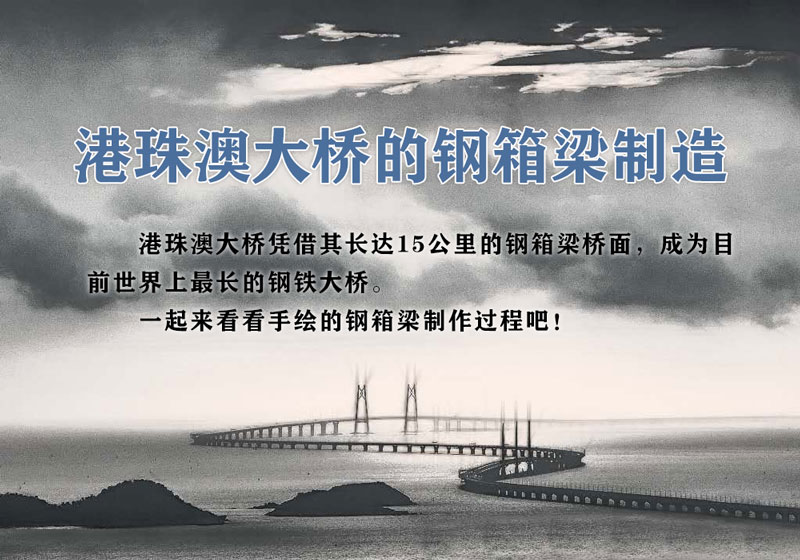 港珠澳大桥的钢箱梁制造
港珠澳大桥凭借其长达15公里的钢箱梁桥面，成为目
前世界上最长的钢铁大桥。
一起来看看手绘的钢箱梁制作过程吧！